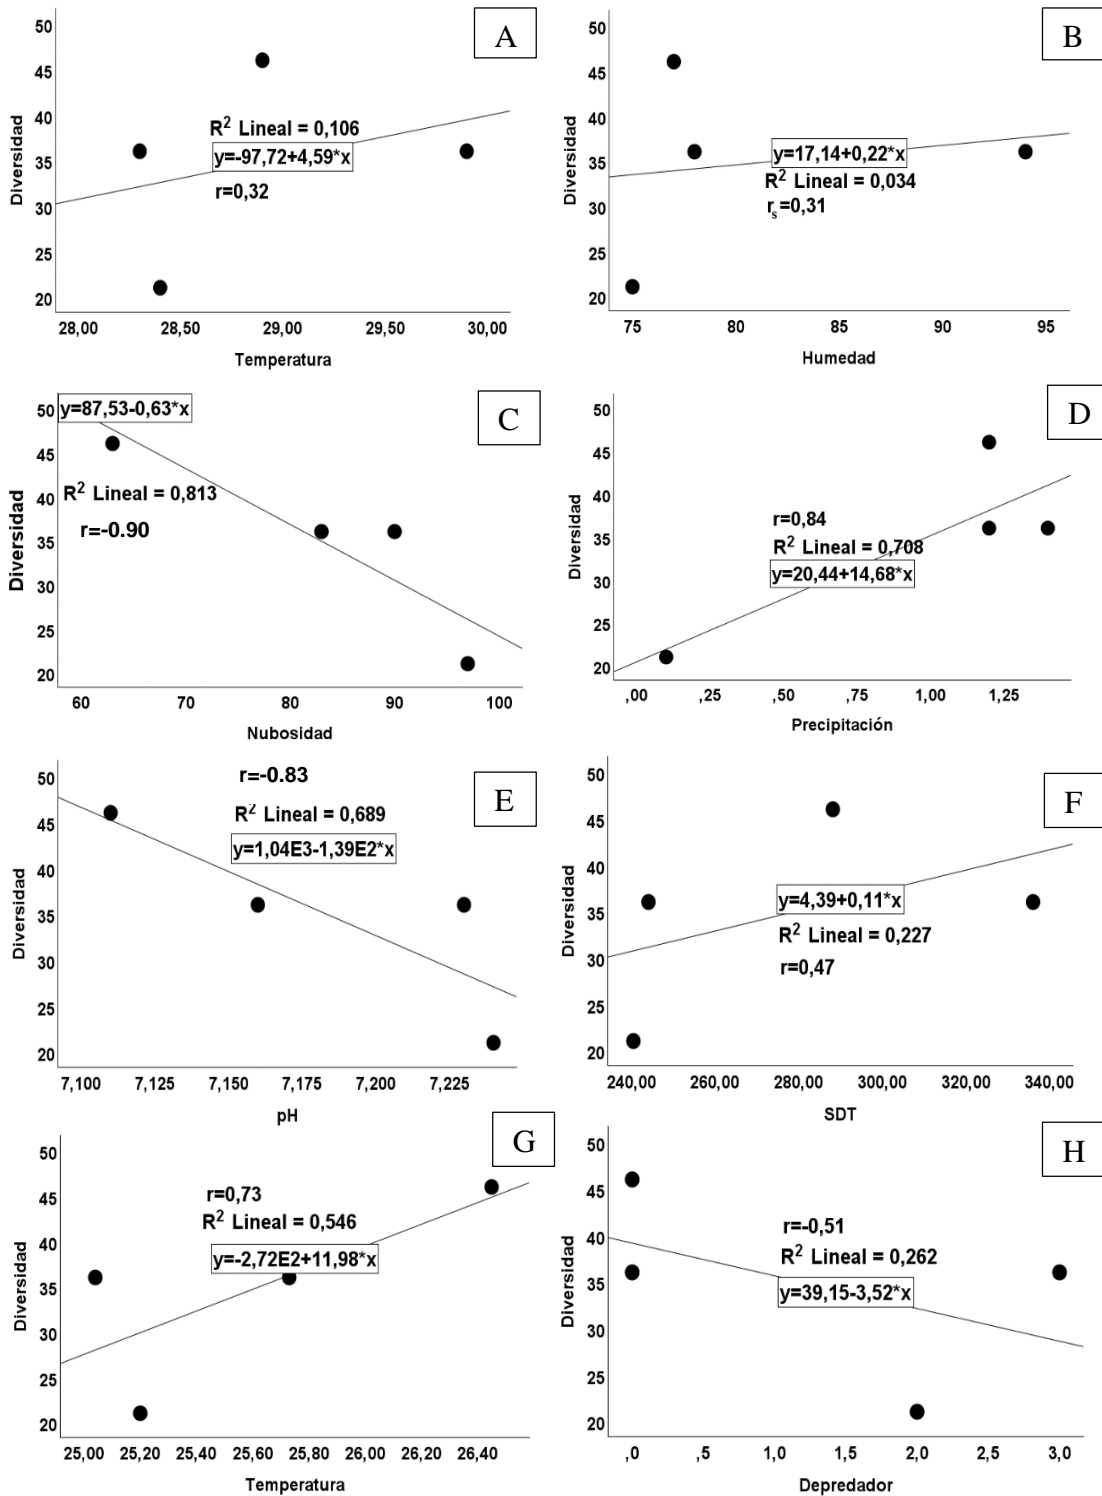 A
50
45
40
35
30
25
20
Diversidad
R² Lineal = 0,106
y=-97,72+4,59*x
r=0,32
28,00 28,50 29,00 29,50 30,00
Temperatura
B
50
45
40
35
30
25
20
Diversidad
y=17,14+0,22*x
R² Lineal = 0,034
rs=0,31
75 80 85 90 95
Humedad
C
50
45
40
35
30
25
20
Diversidad
y=87,53-0,63*x
R² Lineal = 0,813
r=-0.90
60 70 80 90 100
Nubosidad
D
50
45
40
35
30
25
20
Diversidad
r=0,84
R² Lineal = 0,708
y=20,44+14,68*x
,00 ,25 ,50 ,75 1,00 1,25
Precipitación
E
50
45
40
35
30
25
20
Diversidad
r=-0.83
R² Lineal = 0,689
y=1,04E3-1,39E2*x
7,100 7,125 7,150 7,175 7,200 7,225
pH
F
50
45
40
35
30
25
20
Diversidad
y=4,39+0,11*x
R² Lineal = 0,227
r=0,47
240,00 260,00 280,00 300,00 320,00 340,00
SDT
G
50
45
40
35
30
25
20
Diversidad
r=0,73
R² Lineal = 0,546
y=-2,72E2+11,98*x
25,00 25,20 25,40 25,60 25,80 26,00 26,20 26,40
Temperatura
H
50
45
40
35
30
25
20
Diversidad
r=-0,51
R² Lineal = 0,262
y=39,15-3,52*x
,0 ,5 1,0 1,5 2,0 2,5 3,0
Depredador